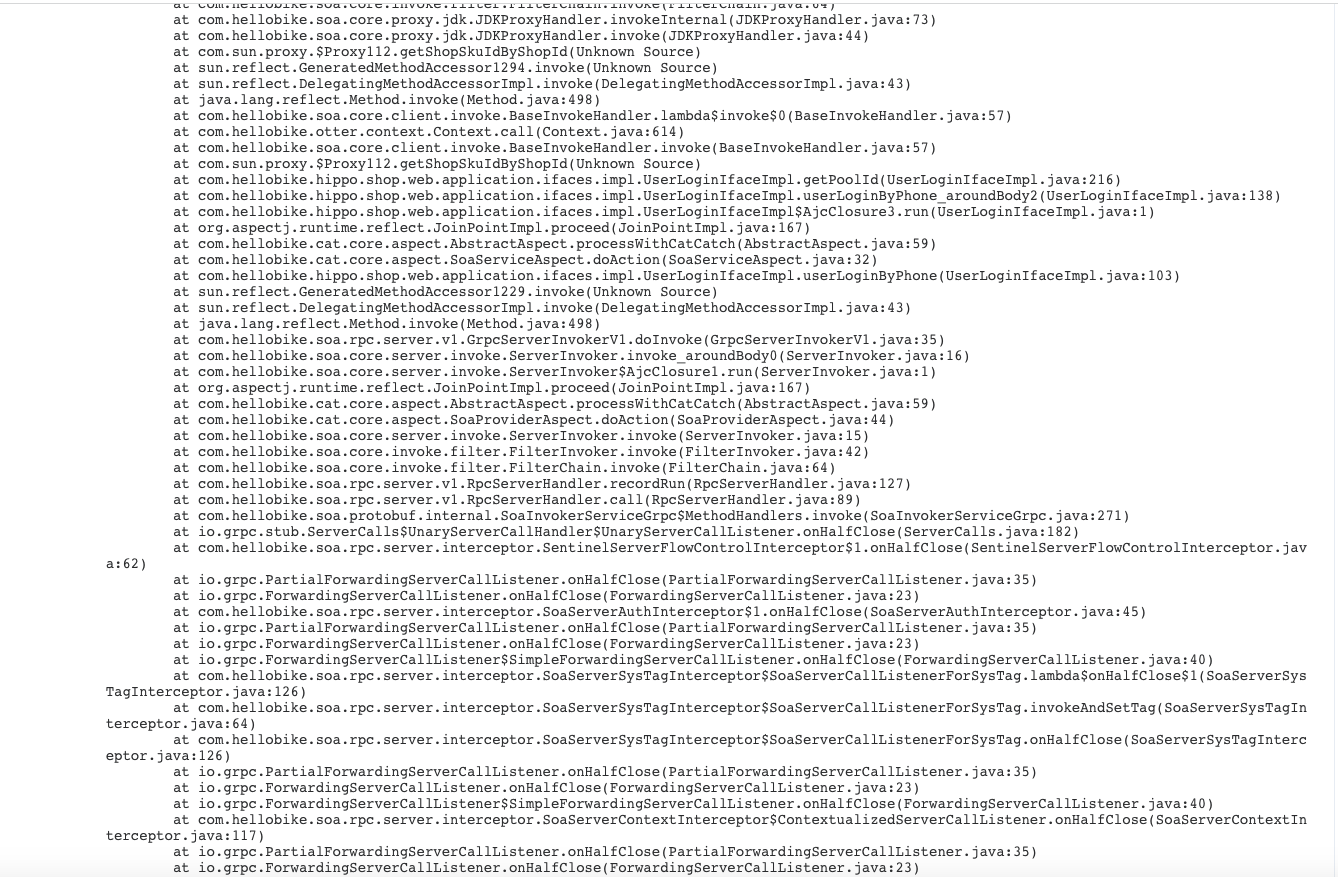 at com.hellobike.soa.core.invoke.filter.FilterChain.invoke(FilterChain.java:64)
at com.hellobike.soa.core.proxy.jdk.JDKProxyHandler.invokeInternal(JDKProxyHandler.java:73)
at com.hellobike.soa.core.proxy.jdk.JDKProxyHandler.invoke(JDKProxyHandler.java:44)
at com.sun.proxy.$Proxy112.getShopSkuIdByShopId(Unknown Source)
at sun.reflect.GeneratedMethodAccessor1294.invoke(Unknown Source)
at sun.reflect.DelegatingMethodAccessorImpl.invoke(DelegatingMethodAccessorImpl.java:43)
at java.lang.reflect.Method.invoke(Method.java:498)
at com.hellobike.soa.core.client.invoke.BaseInvokeHandler.lambda$invoke$0(BaseInvokeHandler.java:57)
at com.hellobike.otter.context.Context.call(Context.java:614)
at com.hellobike.soa.core.client.invoke.BaseInvokeHandler.invoke(BaseInvokeHandler.java:57)
at com.sun.proxy.$Proxy112.getShopSkuIdByShopId(Unknown Source)
at com.hellobike.hippo.shop.web.application.ifaces.impl.UserLoginIfaceImpl.getPoolId(UserLoginIfaceImpl.java:216)
at com.hellobike.hippo.shop.web.application.ifaces.impl.UserLoginIfaceImpl.userLoginByPhone_aroundBody2(UserLoginIfaceImpl.java:138)
at com.hellobike.hippo.shop.web.application.ifaces.impl.UserLoginIfaceImpl$AjcClosure3.run(UserLoginIfaceImpl.java:1)
at org.aspectj.runtime.reflect.JoinPointImpl.proceed(JoinPointImpl.java:167)
at com.hellobike.cat.core.aspect.AbstractAspect.processWithCatCatch(AbstractAspect.java:59)
at com.hellobike.cat.core.aspect.SoaServiceAspect.doAction(SoaServiceAspect.java:32)
at com.hellobike.hippo.shop.web.application.ifaces.impl.UserLoginIfaceImpl.userLoginByPhone(UserLoginIfaceImpl.java:103)
at sun.reflect.GeneratedMethodAccessor1229.invoke(Unknown Source)
at sun.reflect.DelegatingMethodAccessorImpl.invoke(DelegatingMethodAccessorImpl.java:43)
at java.lang.reflect.Method.invoke(Method.java:498)
at com.hellobike.soa.rpc.server.v1.GrpcServerInvokerV1.doInvoke(GrpcServerInvokerV1.java:35)
at com.hellobike.soa.core.server.invoke.ServerInvoker.invoke_aroundBody0(ServerInvoker.java:16)
at com.hellobike.soa.core.server.invoke.ServerInvoker$AjcClosure1.run(ServerInvoker.java:1)
at org.aspectj.runtime.reflect.JoinPointImpl.proceed(JoinPointImpl.java:167)
at com.hellobike.cat.core.aspect.AbstractAspect.processWithCatCatch(AbstractAspect.java:59)
at com.hellobike.cat.core.aspect.SoaProviderAspect.doAction(SoaProviderAspect.java:44)
at com.hellobike.soa.core.server.invoke.ServerInvoker.invoke(ServerInvoker.java:15)
at com.hellobike.soa.core.invoke.filter.FilterInvoker.invoke(FilterInvoker.java:42)
at com.hellobike.soa.core.invoke.filter.FilterChain.invoke(FilterChain.java:64)
at com.hellobike.soa.rpc.server.v1.RpcServerHandler.recordRun(RpcServerHandler.java:127)
at com.hellobike.soa.rpc.server.v1.RpcServerHandler.call(RpcServerHandler.java:89)
at com.hellobike.soa.protobuf.internal.SoaInvokerServiceGrpc$MethodHandlers.invoke(SoaInvokerServiceGrpc.java:271)
at io.grpc.stub.ServerCalls$UnaryServerCallHandler$UnaryServerCallListener.onHalfClose(ServerCalls.java:182)
at com.hellobike.soa.rpc.server.interceptor.SentinelServerFlowControlInterceptor$1.onHalfClose(SentinelServerFlowControlInterceptor.jav
a:62)
at io.grpc.PartialForwardingServerCallListener.onHalfClose(PartialForwardingServerCallListener.java:35)
at io.grpc.ForwardingServerCallListener.onHalfClose(ForwardingServerCallListener.java:23)
at com.hellobike.soa.rpc.server.interceptor.SoaServerAuthInterceptor$1.onHalfClose(SoaServerAuthInterceptor.java:45)
at io.grpc.PartialForwardingServerCallListener.onHalfClose(PartialForwardingServerCallListener.java:35)
at io.grpc.ForwardingServerCallListener.onHalfClose(ForwardingServerCallListener.java:23)
at io.grpc.ForwardingServerCallListener$SimpleForwardingServerCallListener.onHalfClose(ForwardingServerCallListener.java:40)
at com.hellobike.soa.rpc.server.interceptor.SoaServerSysTagInterceptor$SoaServerCallListenerForSysTag.lambda$onHalfClose$1(SoaServerSys
TagInterceptor.java:126)
at com.hellobike.soa.rpc.server.interceptor.SoaServerSysTagInterceptor$SoaServerCallListenerForSysTag.invokeAndSetTag(SoaServerSysTagIn
terceptor.java:64)
at com.hellobike.soa.rpc.server.interceptor.SoaServerSysTagInterceptor$SoaServerCallListenerForSysTag.onHalfClose(SoaServerSysTagInterc
eptor.java:126)
at io.grpc.PartialForwardingServerCallListener.onHalfClose(PartialForwardingServerCallListener.java:35)
at io.grpc.ForwardingServerCallListener.onHalfClose(ForwardingServerCallListener.java:23)
at io.grpc.ForwardingServerCallListener$SimpleForwardingServerCallListener.onHalfClose(ForwardingServerCallListener.java:40)
at com.hellobike.soa.rpc.server.interceptor.SoaServerContextInterceptor$ContextualizedServerCallListener.onHalfClose(SoaServerContextIn
terceptor.java:117)
at io.grpc.PartialForwardingServerCallListener.onHalfClose(PartialForwardingServerCallListener.java:35)
at io.grpc.ForwardingServerCallListener.onHalfClose(ForwardingServerCallListener.java:23)